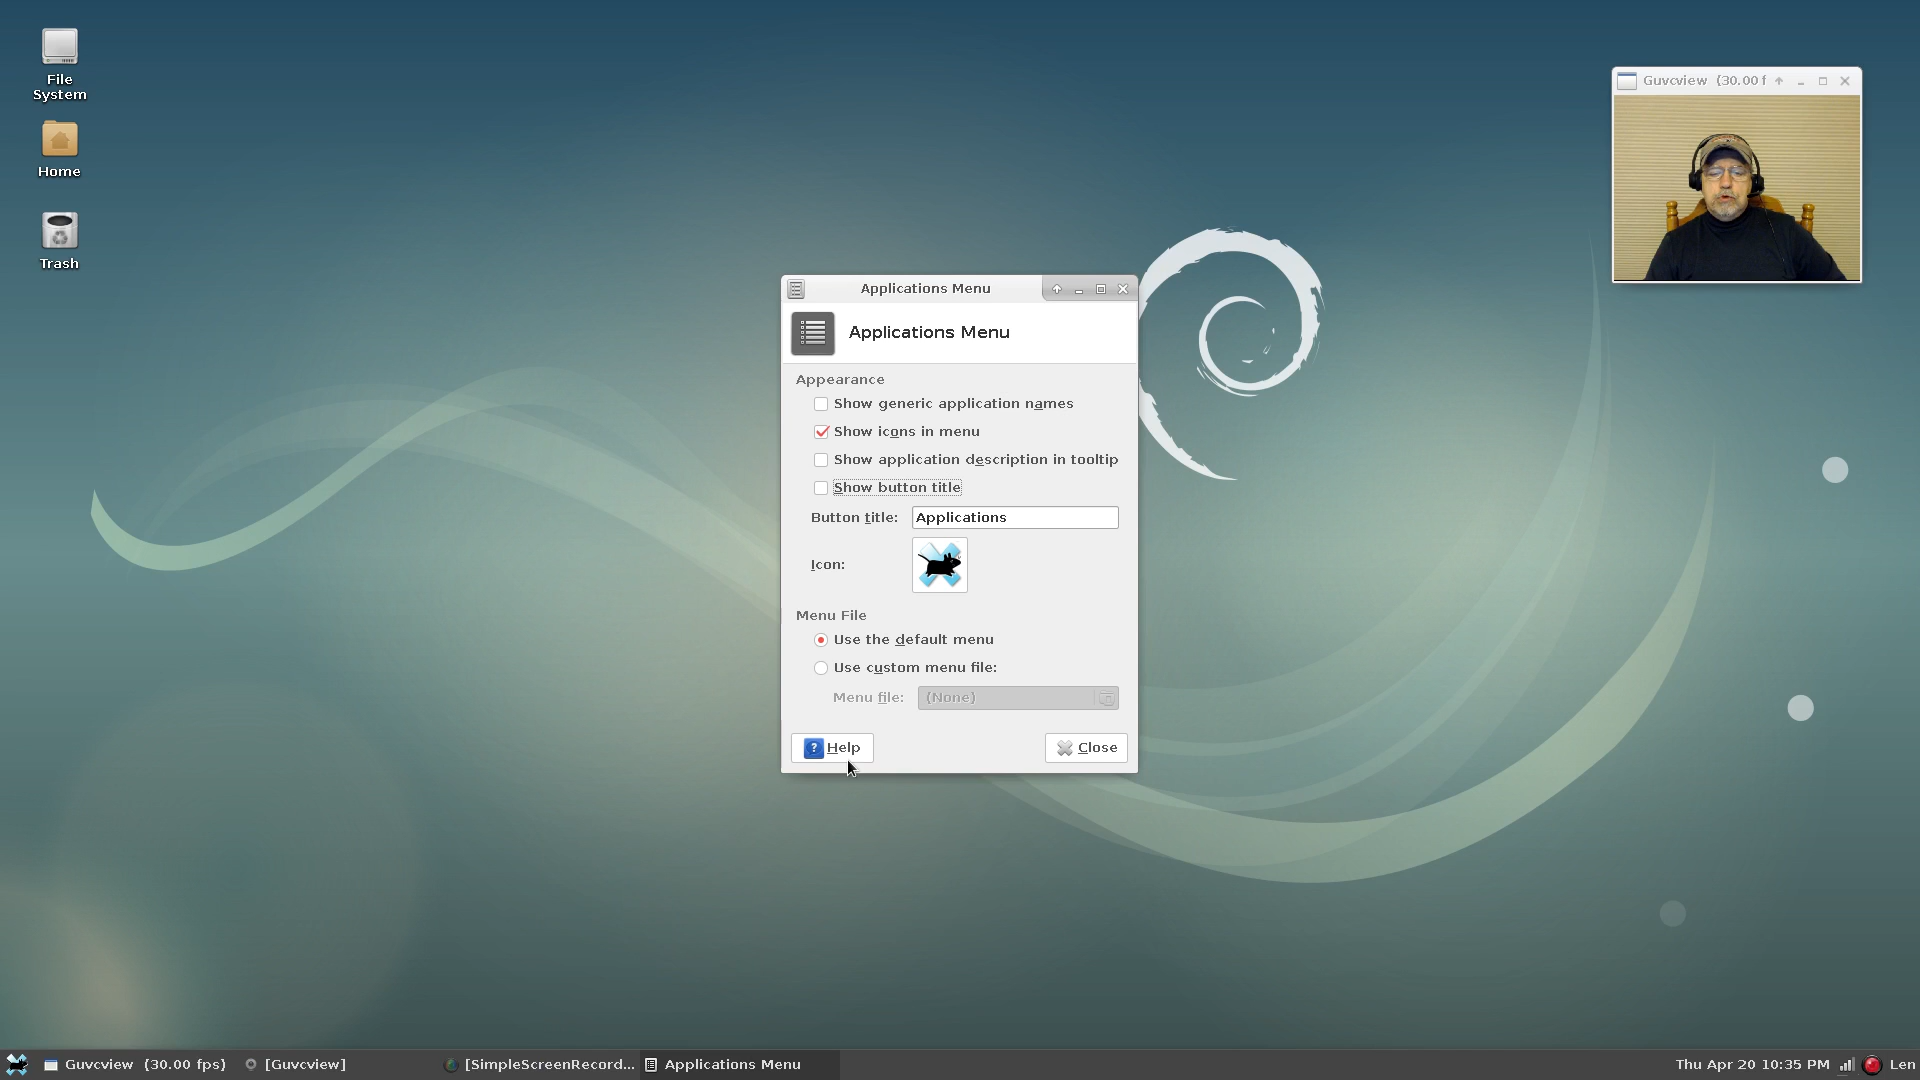 File
System
Home
Trash
Guvcview (30.00 f
Applications Menu
Applications Menu
Appearance
Show generic application names
Show icons in menu
Show application description in tooltip
Show button title
Button title: Applications
Icon:
Menu File
Use the default menu
Use custom menu file:
Menu file: (None)
? Help
Close
Guvcview (30.00 fps) [Guvcview] [SimpleScreenRecord... Applications Menu Thu Apr 20 10:35 PM Len